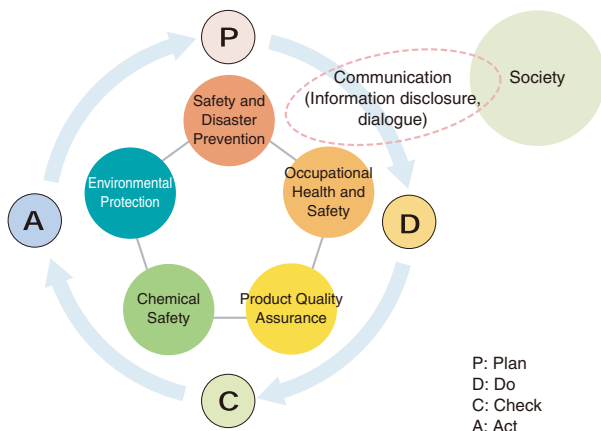 P
Communication
(Information disclosure,
dialogue)
Society
Safety and
Disaster
Prevention
Environmental
Protection
Occupational
Health and
Safety
A
D
Chemical
Safety
Product Quality
Assurance
C
P: Plan
D: Do
C: Check
A: Act